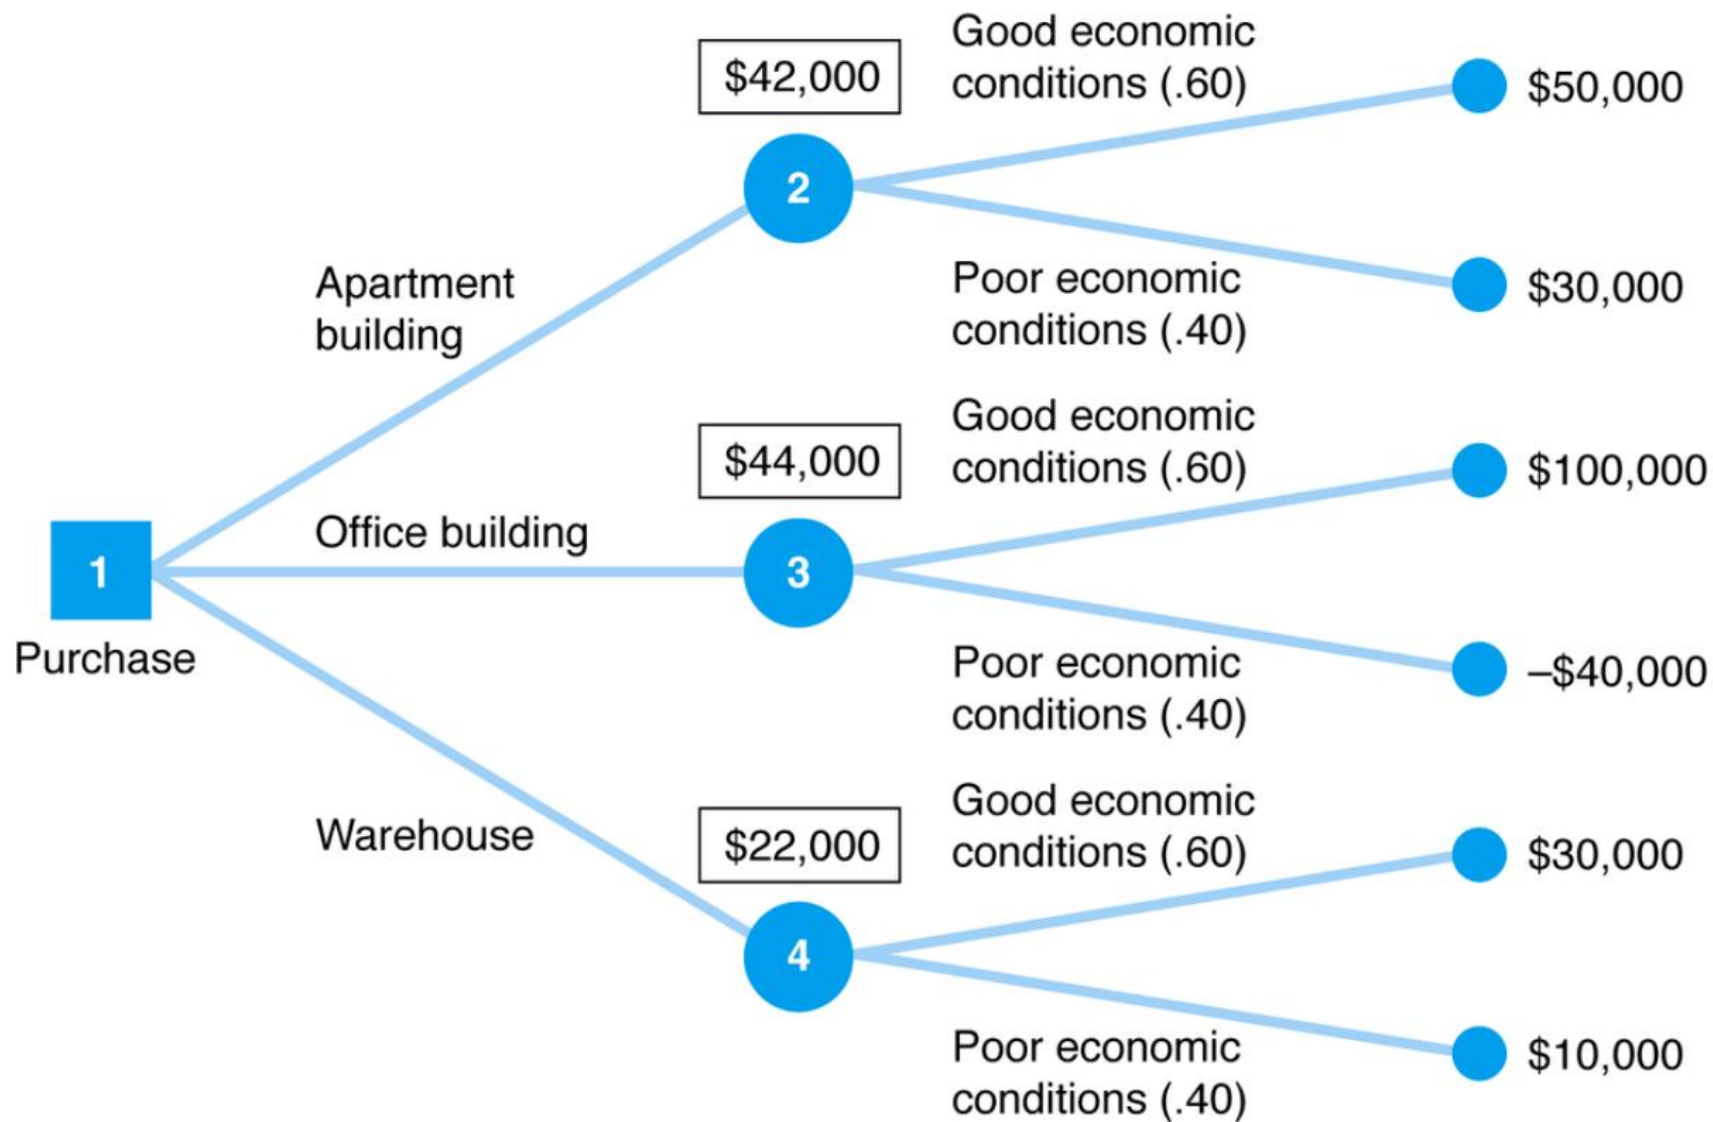 $42,000
Good economic
conditions (.60)
$50,000
2
Apartment
building
Poor economic
conditions (.40)
$30,000
$44,000
Good economic
conditions (.60)
$100,000
1
Purchase
Office building
3
Poor economic
conditions (.40)
–$40,000
Warehouse
$22,000
Good economic
conditions (.60)
$30,000
4
Poor economic
conditions (.40)
$10,000